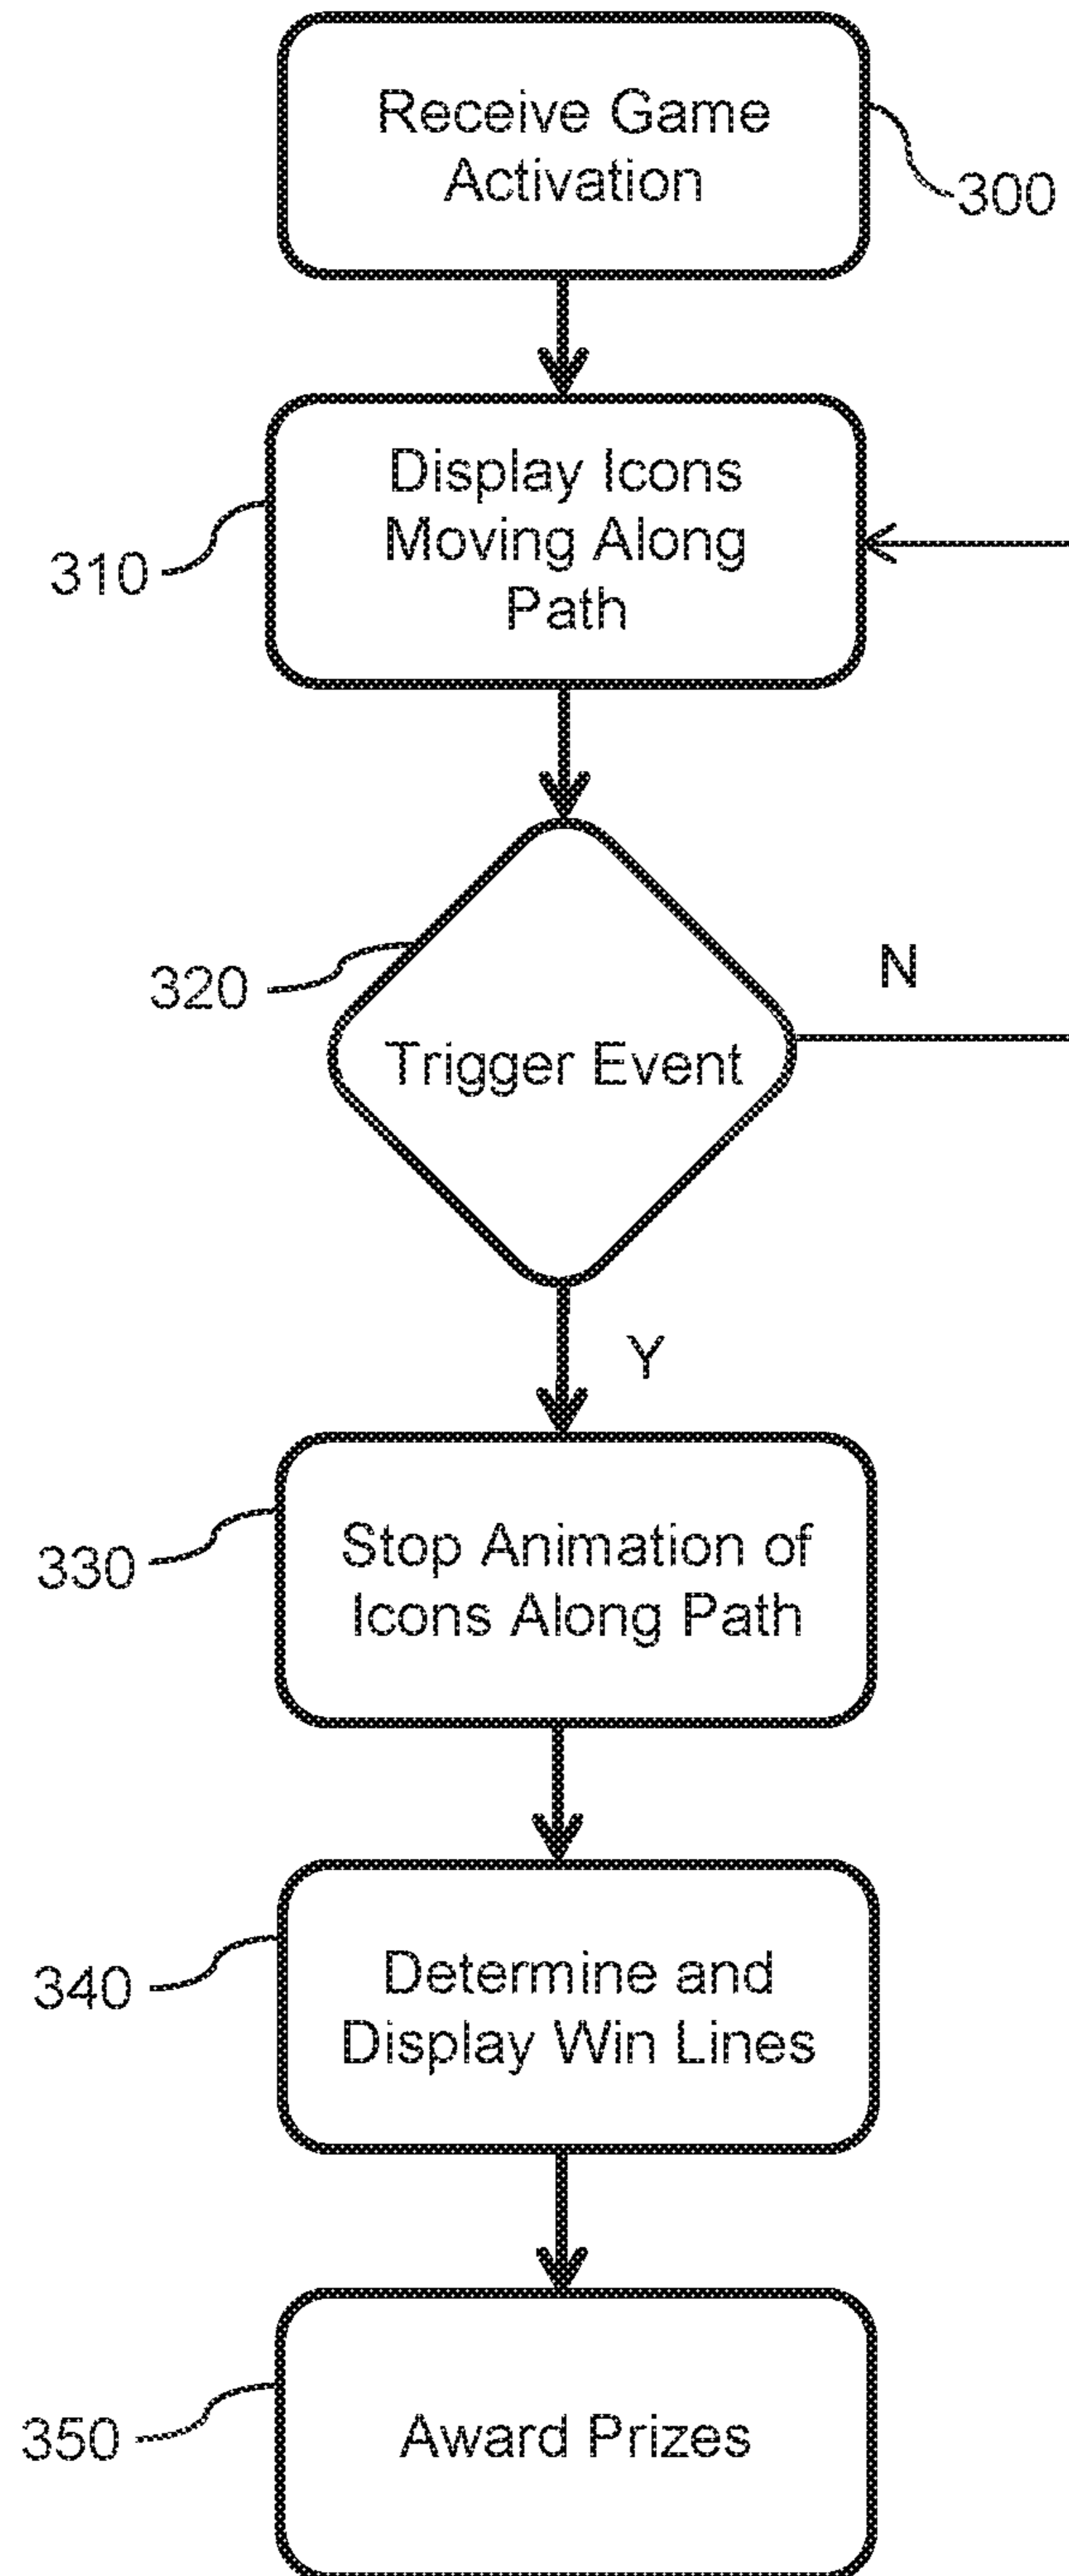 Receive Game
Activation
300
Display Icons
Moving Along
Path
310
320
N
Trigger Event
Y
Stop Animation of
Icons Along Path
330
Determine and
Display Win Lines
340
Award Prizes
350